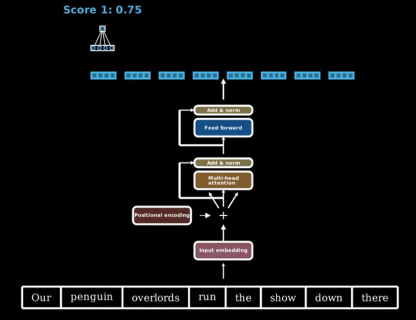 Score 1: 0.75
Add & norm
Feed forward
Add & norm
Multi-head
attention
Positional encoding
Input embedding
Our penguin overlords run the show down there